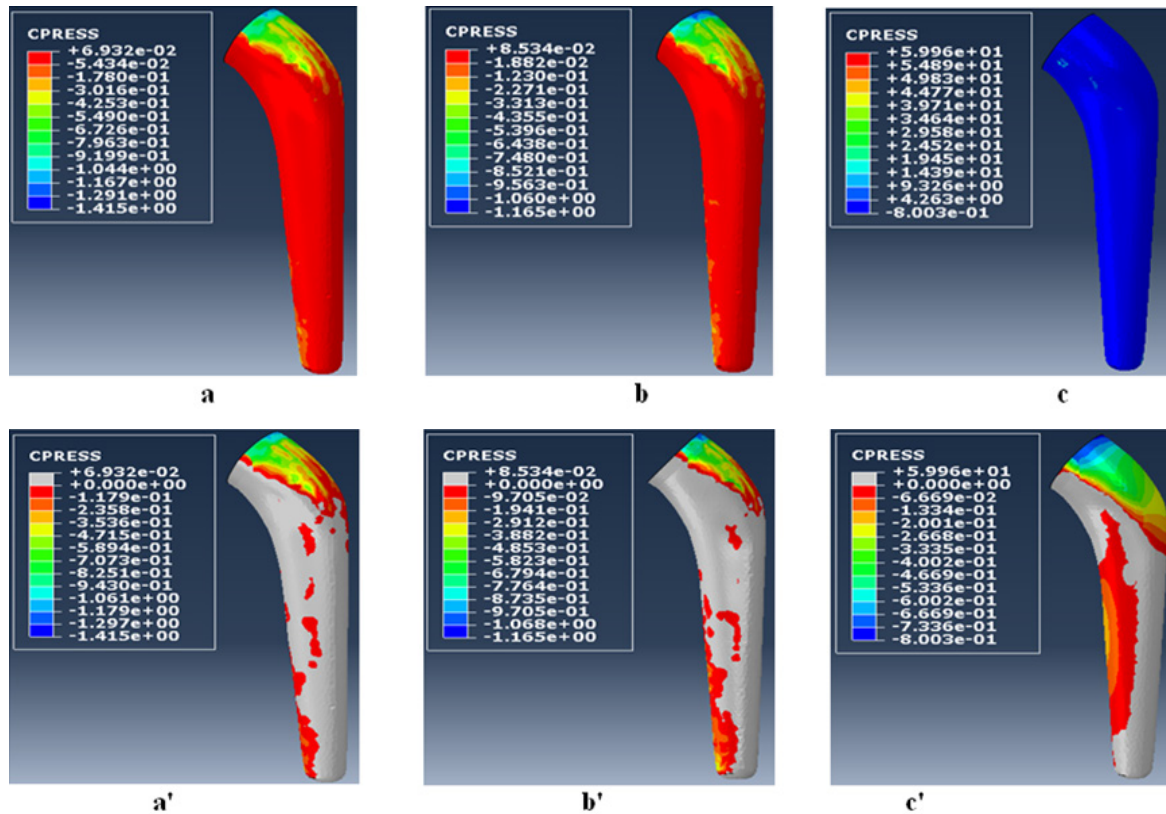 CPRESS
+6.932e-02
-5.434e-02
-1.780e-01
-3.016e-01
-4.253e-01
-5.490e-01
-6.726e-01
-7.963e-01
-9.199e-01
-1.044e+00
-1.167e+00
-1.291e+00
-1.415e+00
a
CPRESS
+8.534e-02
-1.882e-02
-1.230e-01
-2.271e-01
-3.313e-01
-4.355e-01
-5.396e-01
-6.438e-01
-7.480e-01
-8.521e-01
-9.563e-01
-1.060e+00
-1.165e+00
b
CPRESS
+5.996e+01
+5.489e+01
+4.983e+01
+4.477e+01
+3.971e+01
+3.464e+01
+2.958e+01
+2.452e+01
+1.945e+01
+1.439e+01
+9.326e+00
+4.263e+00
-8.003e-01
c
CPRESS
+6.932e-02
+0.000e+00
-1.179e-01
-2.358e-01
-3.536e-01
-4.715e-01
-5.894e-01
-7.073e-01
-8.251e-01
-9.430e-01
-1.061e+00
-1.179e+00
-1.297e+00
-1.415e+00
a'
CPRESS
+8.534e-02
+0.000e+00
-9.705e-02
-1.941e-01
-2.912e-01
-3.882e-01
-4.853e-01
-5.823e-01
-6.794e-01
-7.764e-01
-8.735e-01
-9.705e-01
-1.068e+00
-1.165e+00
b'
CPRESS
+5.996e+01
+0.000e+00
-6.669e-02
-1.334e-01
-2.001e-01
-2.668e-01
-3.335e-01
-4.002e-01
-4.669e-01
-5.336e-01
-6.002e-01
-6.669e-01
-7.336e-01
-8.003e-01
c'